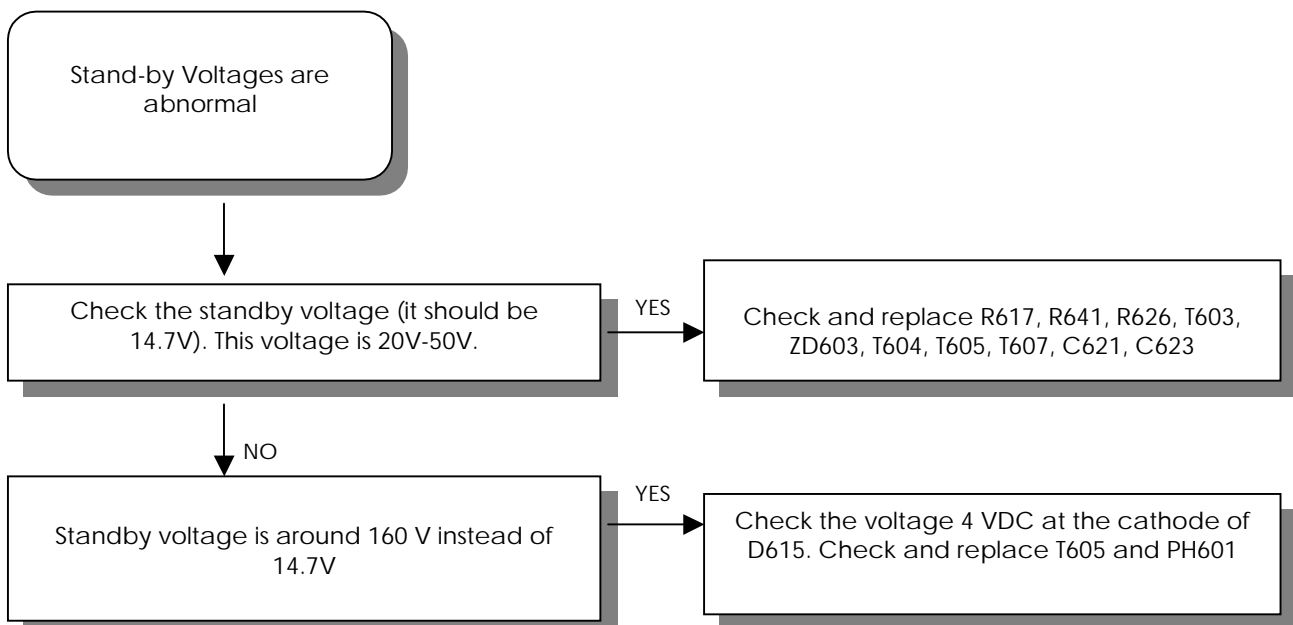 Stand-by Voltages are
abnormal
Check the standby voltage (it should be
14.7V). This voltage is 20V-50V.
YES
Check and replace R617, R641, R626, T603,
ZD603, T604, T605, T607, C621, C623
NO
Standby voltage is around 160 V instead of
14.7V
YES
Check the voltage 4 VDC at the cathode of
D615. Check and replace T605 and PH601